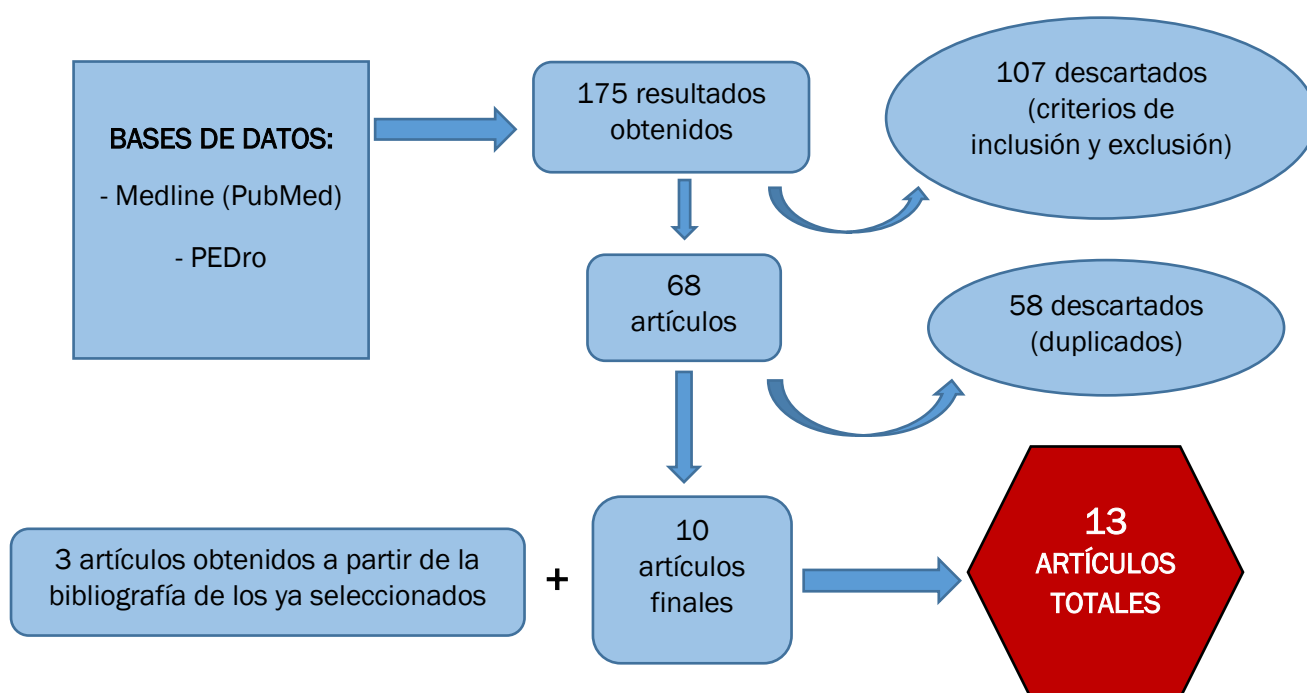 BASES DE DATOS:
- Medline (PubMed)
- PEDro
175 resultados
obtenidos
107 descartados
(criterios de
inclusión y exclusión)
68
artículos
58 descartados
(duplicados)
3 artículos obtenidos a partir de la
bibliografía de los ya seleccionados
+
10
artículos
finales
13
ARTÍCULOS
TOTALES